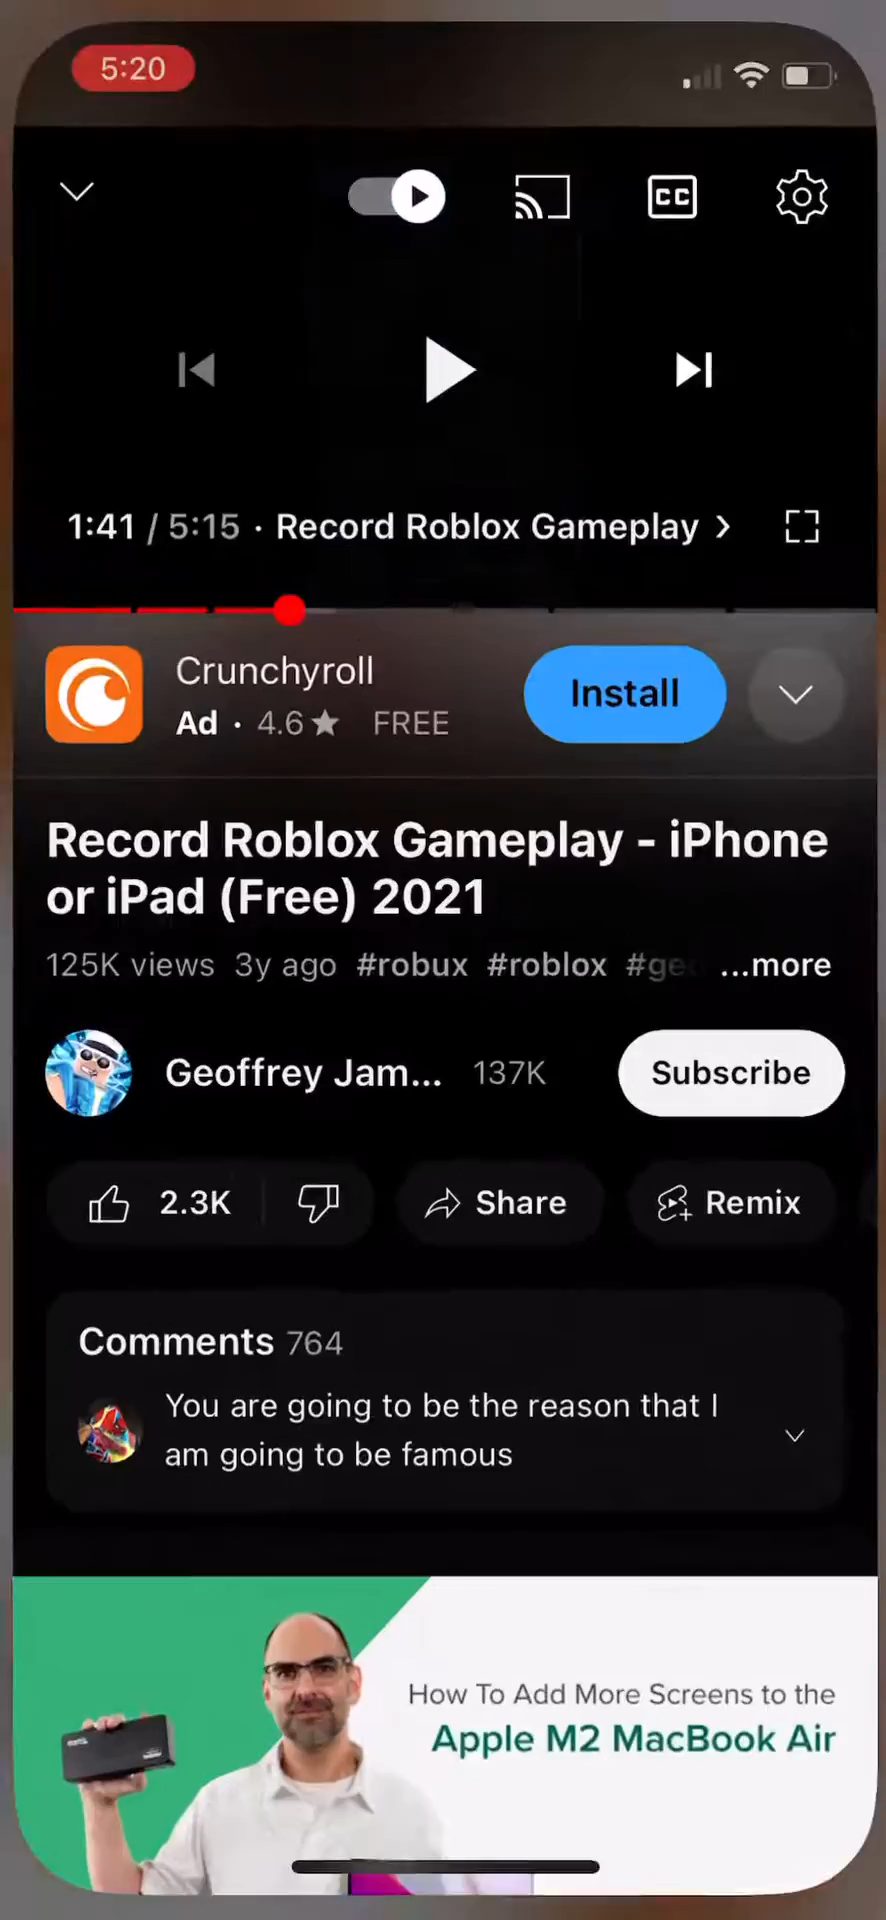 5:20
CC
1:41 / 5:15 · Record Roblox Gameplay
Crunchyroll
Ad · 4.6★ FREE
Install
Record Roblox Gameplay - iPhone
or iPad (Free) 2021
125K views 3y ago #robux #roblox #geo ...more
Geoffrey Jam... 137K
Subscribe
2.3K
Share
Remix
Comments 764
You are going to be the reason that I
am going to be famous
How To Add More Screens to the
Apple M2 MacBook Air